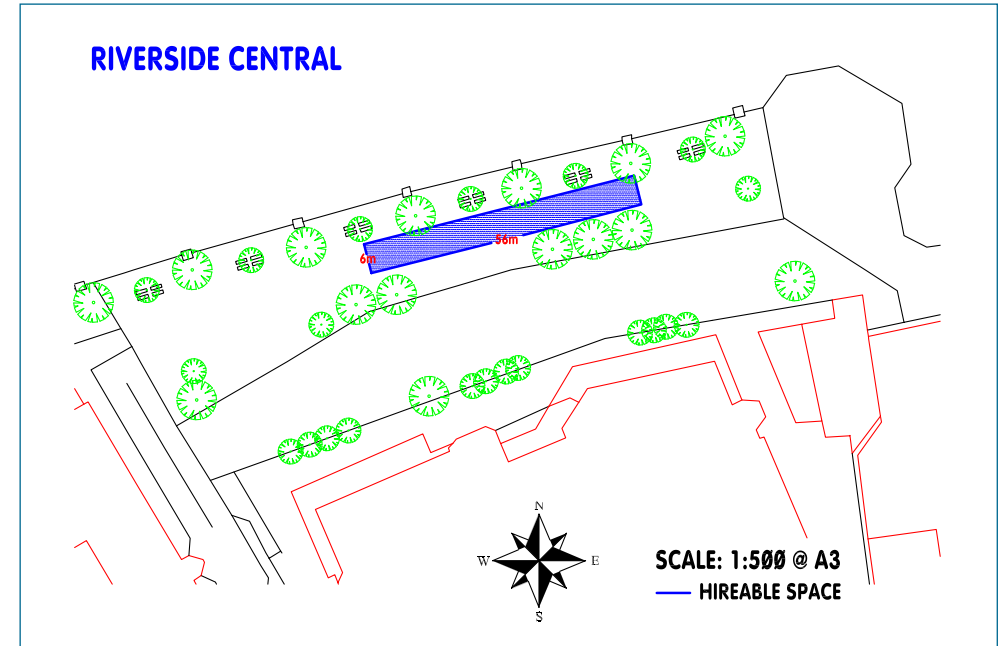 RIVERSIDE CENTRAL
56m
6m
N
W E
S
SCALE: 1:500 @ A3
HIREABLE SPACE